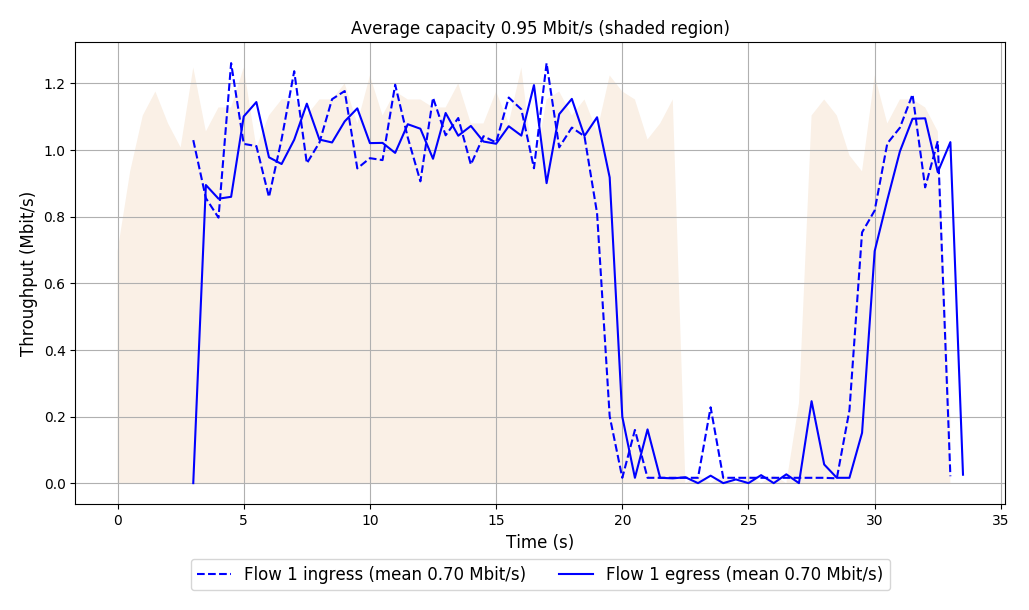 Average capacity 0.95 Mbit/s (shaded region)
Throughput (Mbit/s)
1.2
1.0
0.8
0.6
0.4
0.2
0.0
0 5 10 15 20 25 30 35
Time (s)
Flow 1 ingress (mean 0.70 Mbit/s) Flow 1 egress (mean 0.70 Mbit/s)